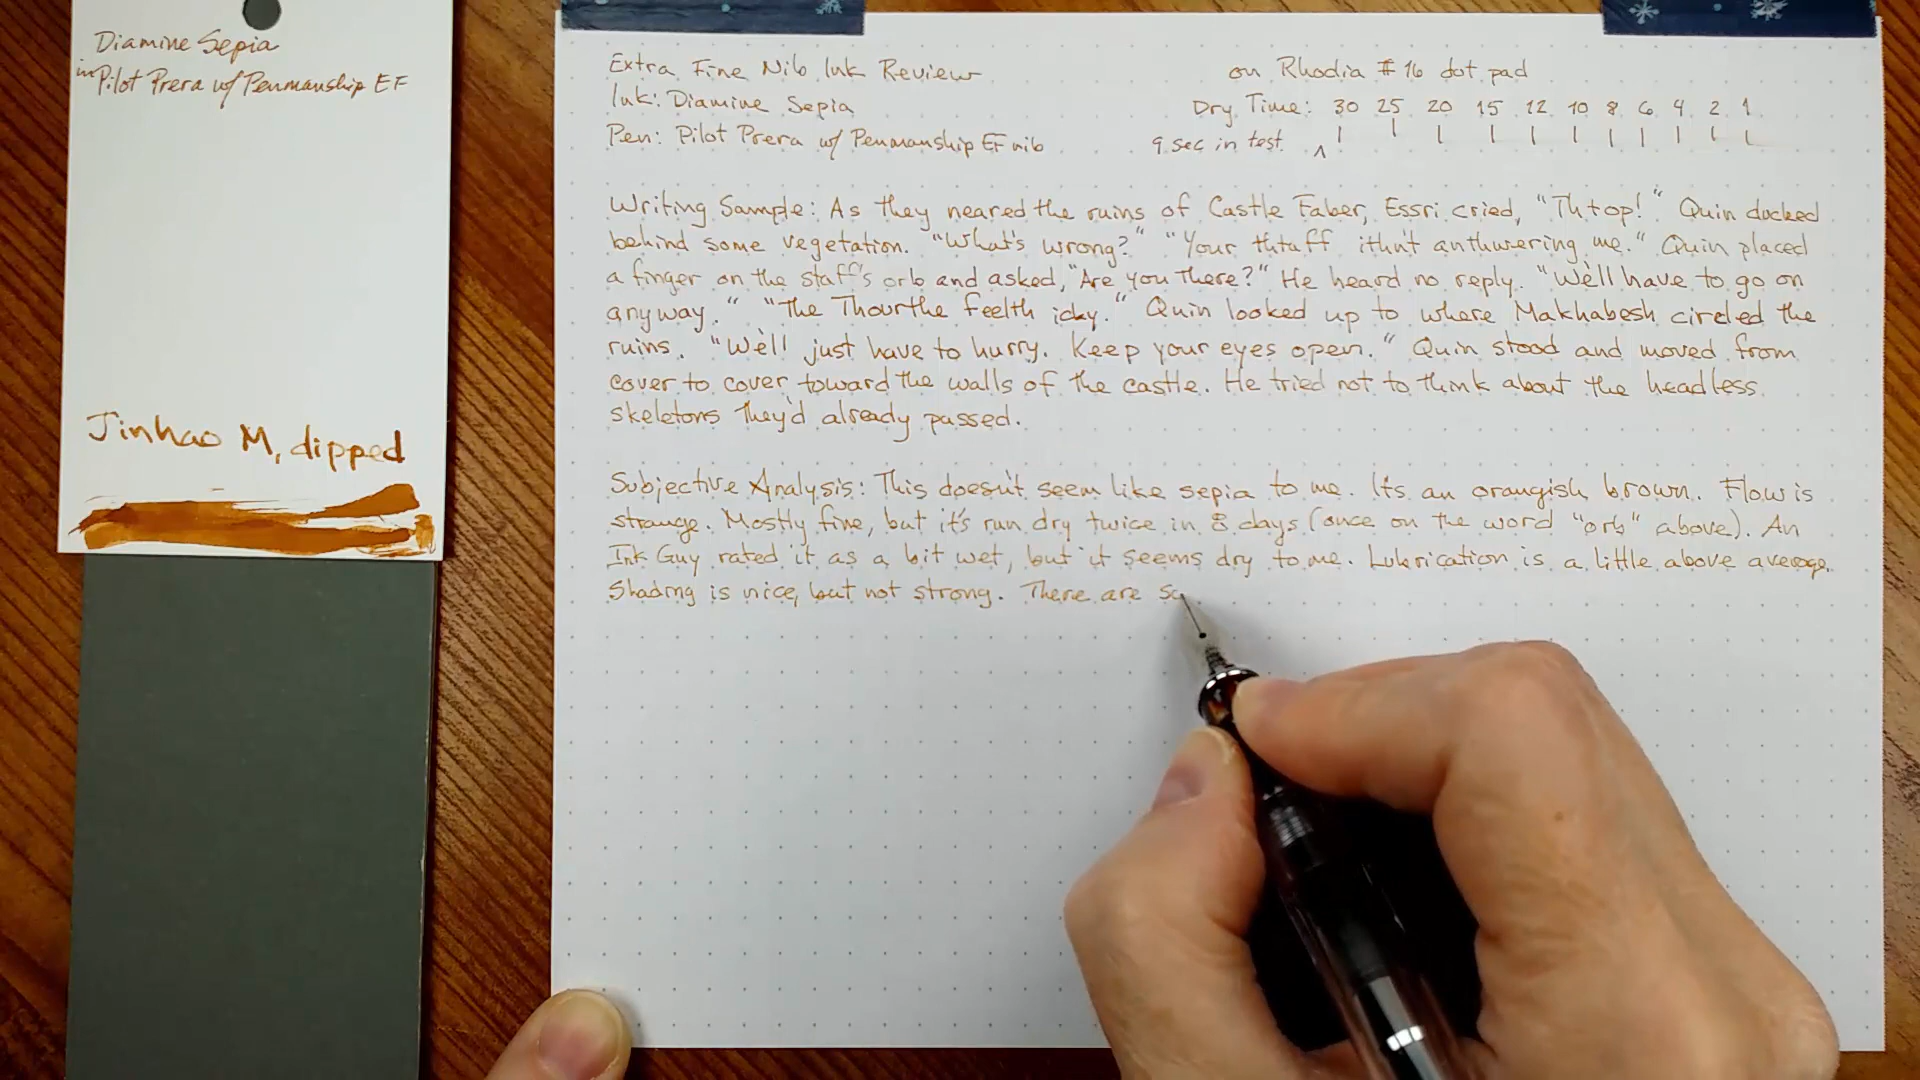 Diamine Sepia
in Pilot Prera w/ Penmanship EF
Jinhao M, dipped
Extra Fine Nib Ink Review
on Rhodia #16 dot pad
Ink: Diamine Sepia
Dry Time: 30 25 20 15 12 10 8 6 4 2 1
Pen: Pilot Prera w/ Penmanship EF nib
9 sec in test
Writing Sample: As they neared the ruins of Castle Faber, Essri cried, "Thtop!" Quin ducked
behind some vegetation. "What's wrong?" "Your thtaff ithn't anthwering me." Quin placed
a finger on the staff's orb and asked, "Are you there?" He heard no reply. "We'll have to go on
anyway." "The Thourthe feelth icky." Quin looked up to where Makhabesh circled the
ruins. "We'll just have to hurry. Keep your eyes open." Quin stood and moved from
cover to cover toward the walls of the castle. He tried not to think about the headless
skeletons they'd already passed.
Subjective Analysis: This doesn't seem like sepia to me. It's an orangish brown. Flow is
strange. Mostly fine, but it's run dry twice in 8 days (once on the word "orb" above). An
Ink Guy rated it as a bit wet, but it seems dry to me. Lubrication is a little above average.
Shading is nice, but not strong. There are so